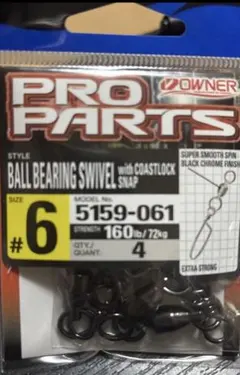 OWNER
PRO
PARTS
STYLE
BALL BEARING SWIVEL with COASTLOCK SNAP
SUPER SMOOTH SPIN
BLACK CHROME FINISH
SIZE
#6
MODEL No.
5159-061
STRENGTH
160lb/72kg
QTY./
QUANT:
4
EXTRA STRONG